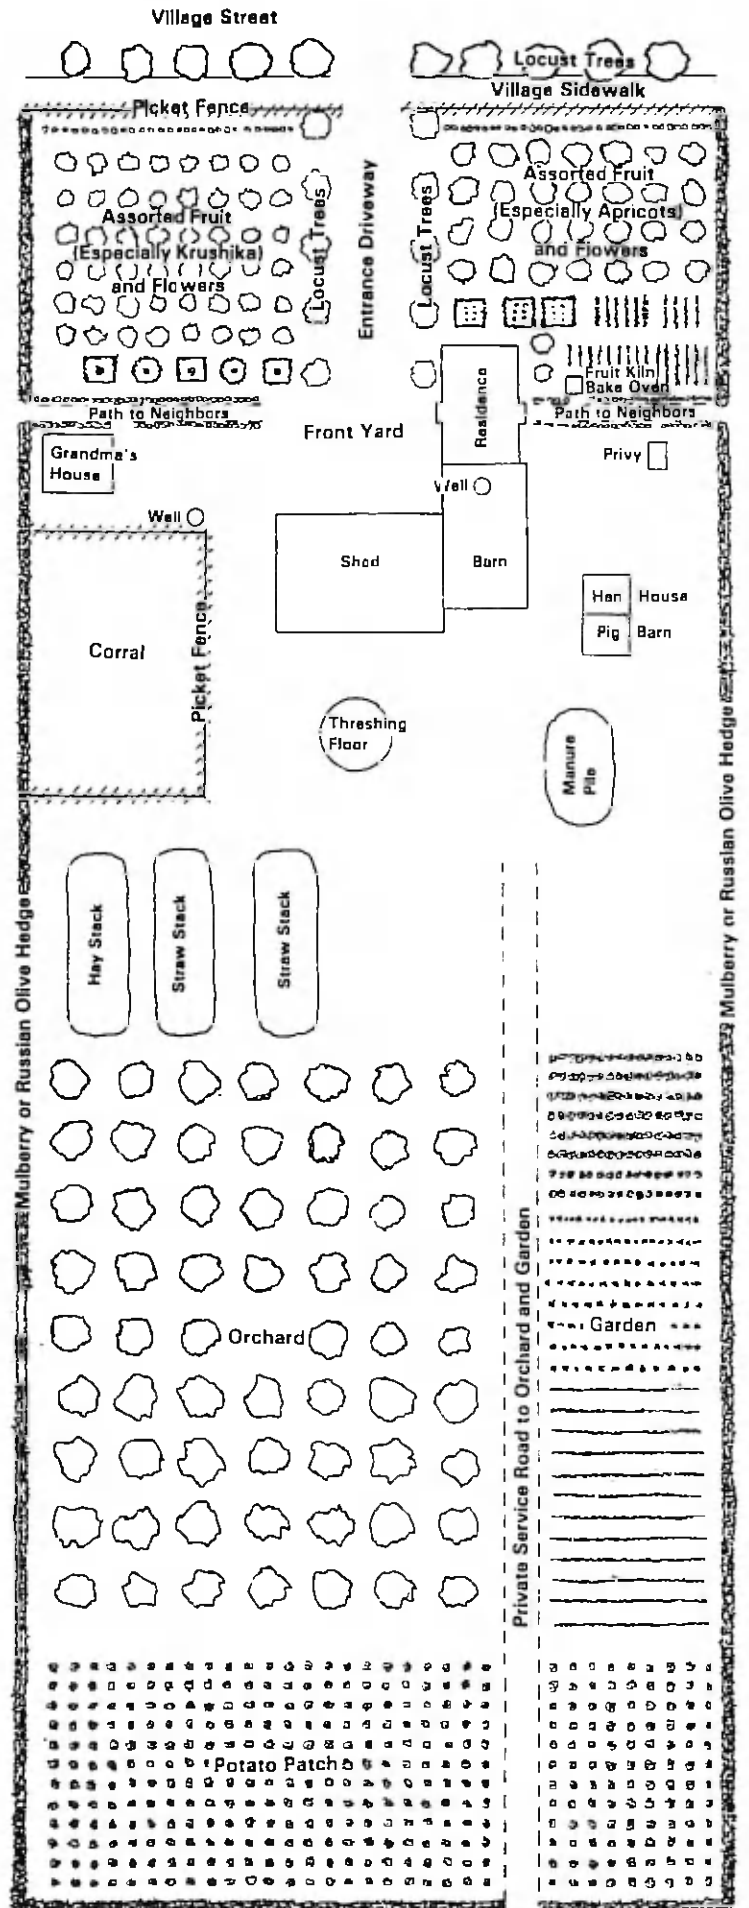 Village Street
Locust Trees
Village Sidewalk
Picket Fence
Assorted Fruit
(Especially Krushika)
and Flowers
Locust Trees
Entrance Driveway
Locust Trees
Assorted Fruit
(Especially Apricots)
and Flowers
Fruit Kiln
Bake Oven
Path to Neighbors
Path to Neighbors
Front Yard
Residence
Grandma's
House
Privy
Well
Well
Shed
Barn
Hen House
Pig Barn
Corral
Picket Fence
Threshing
Floor
Manure
Pile
Mulberry or Russian Olive Hedge
Mulberry or Russian Olive Hedge
Hay Stack
Straw Stack
Straw Stack
Private Service Road to Orchard and Garden
Orchard
Garden
Potato Patch